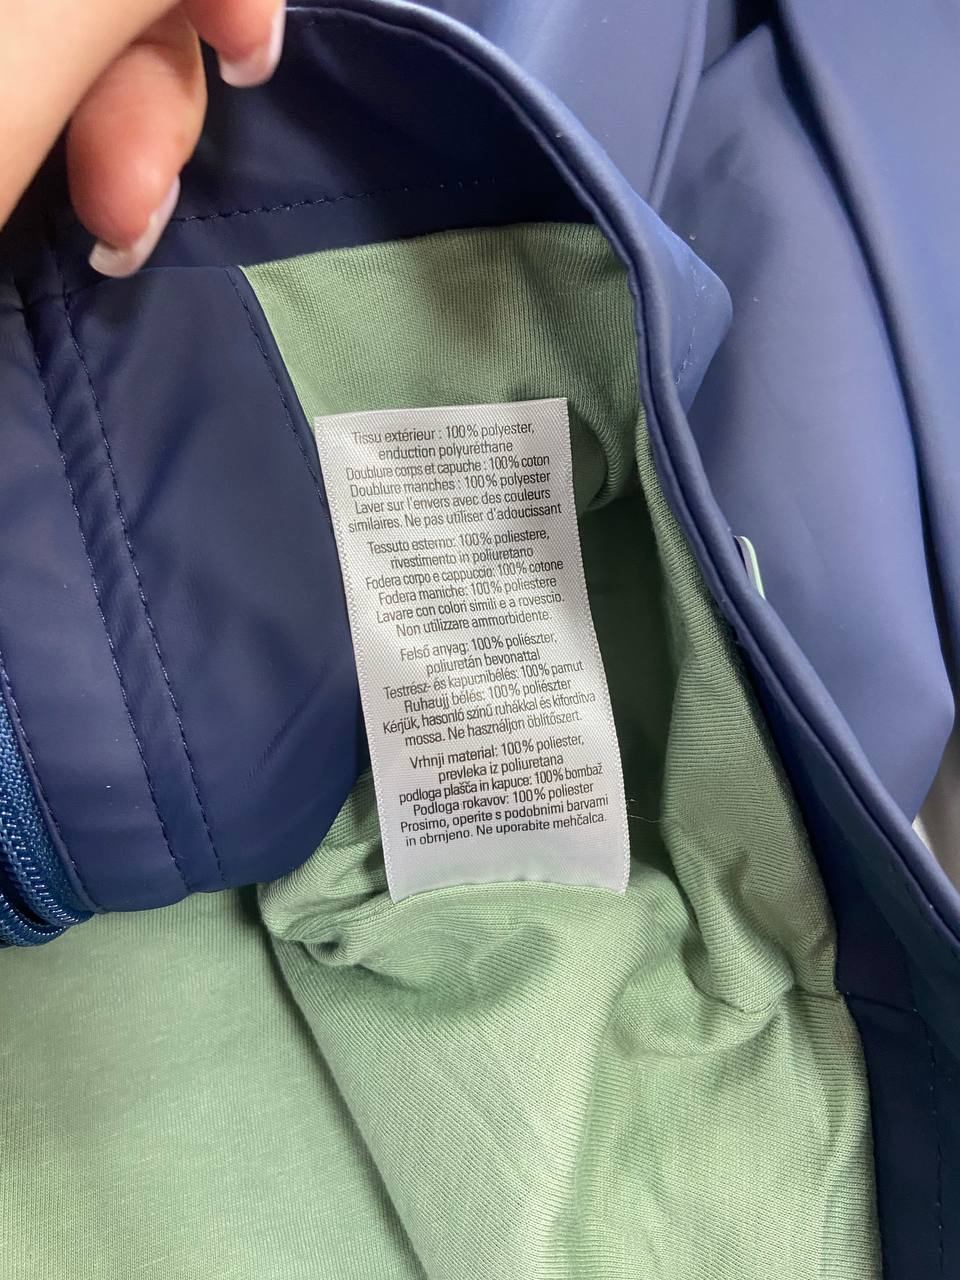 Tissu extérieur : 100% polyester,
enduction polyuréthane
Doublure corps et capuche : 100% coton
Doublure manches : 100% polyester
Laver sur l'envers avec des couleurs
similaires. Ne pas utiliser d'adoucissant
Tessuto esterno: 100% poliestere,
rivestimento in poliuretano
Fodera corpo e cappuccio: 100% cotone
Fodera maniche: 100% poliestere
Lavare con colori simili e a rovescio.
Non utilizzare ammorbidente.
Felső anyag: 100% poliészter,
poliuretán bevonattal
Testrész- és kapucnibélés: 100% pamut
Ruhaujj bélés: 100% poliészter
Kérjük, hasonló színű ruhákkal és kifordítva
mossa. Ne használjon öblítőszert.
Vrhnji material: 100% poliester,
prevleka iz poliuretana
podloga plašča in kapuce: 100% bombaž
Podloga rokavov: 100% poliester
Prosimo, operite s podobnimi barvami
in obrnjeno. Ne uporabite mehčalca.